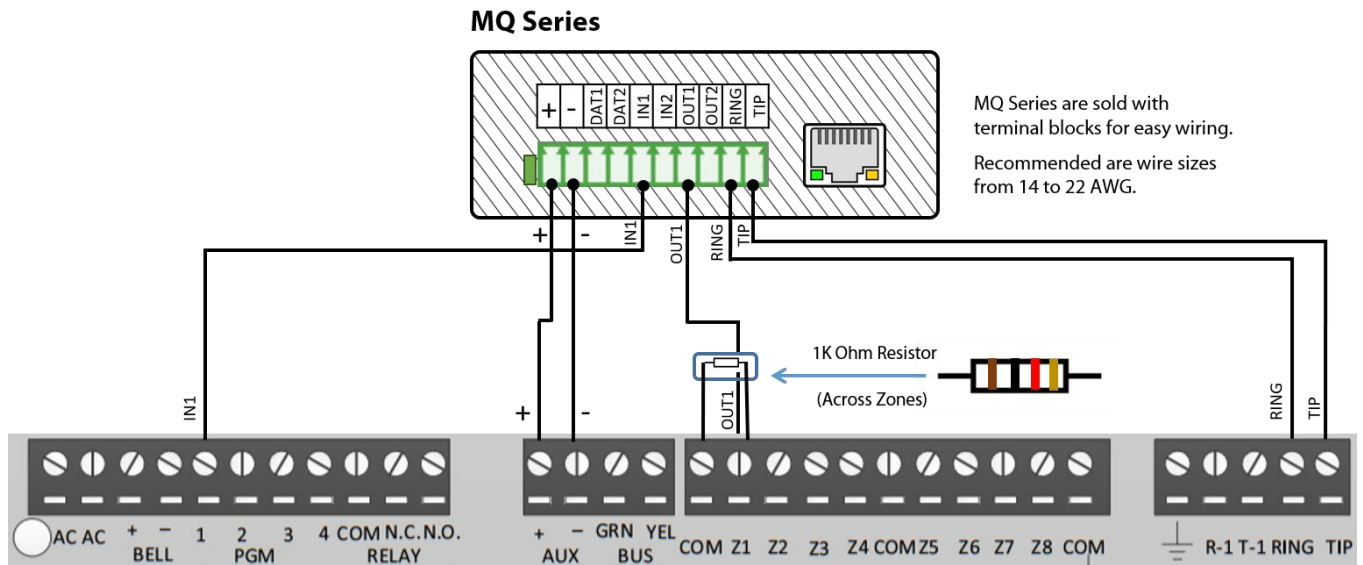 MQ Series
+ - DAT1 DAT2 IN1 IN2 OUT1 OUT2 RING TIP
MQ Series are sold with
terminal blocks for easy wiring.
Recommended are wire sizes
from 14 to 22 AWG.
+ - IN1 OUT1 RING TIP
1K Ohm Resistor
(Across Zones)
IN1 + - OUT1 RING TIP
AC AC + – 1 2 3 4 COM N.C. N.O.
BELL PGM RELAY
+ – GRN YEL
AUX BUS
COM Z1 Z2 Z3 Z4 COM Z5 Z6 Z7 Z8 COM
R-1 T-1 RING TIP